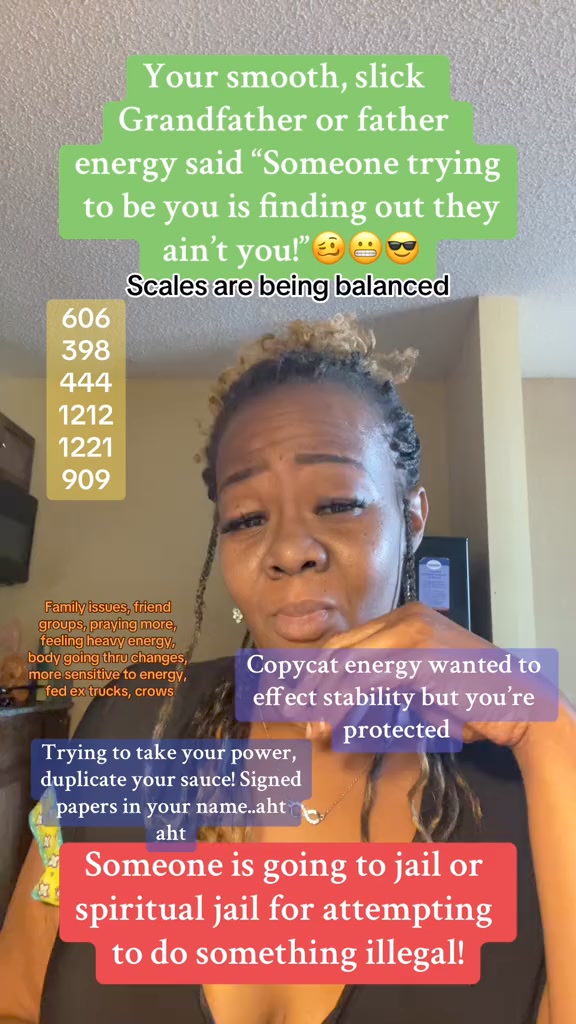 Your smooth, slick
Grandfather or father
energy said “Someone trying
to be you is finding out they
ain’t you!”🥴😬😎
Scales are being balanced
606
398
444
1212
1221
909
Family issues, friend
groups, praying more,
feeling heavy energy,
body going thru changes,
more sensitive to energy,
fed ex trucks, crows
Copycat energy wanted to
effect stability but you’re
protected
Trying to take your power,
duplicate your sauce! Signed
papers in your name..aht
aht
Someone is going to jail or
spiritual jail for attempting
to do something illegal!